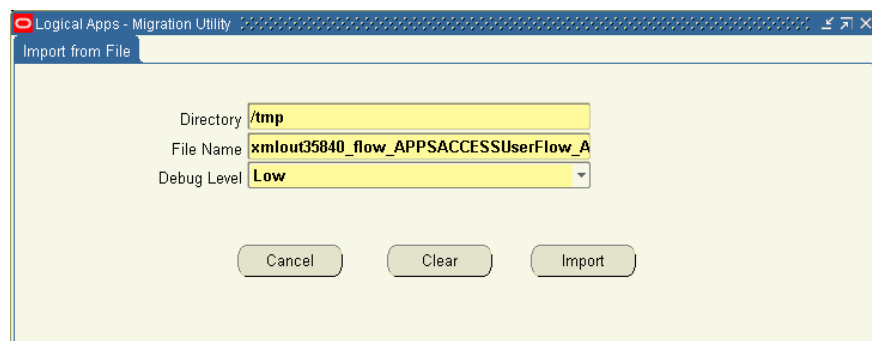 Logical Apps - Migration Utility
Import from File
Directory /tmp
File Name xmlout35840_flow_APPSACCESSUserFlow_A
Debug Level Low
Cancel Clear Import